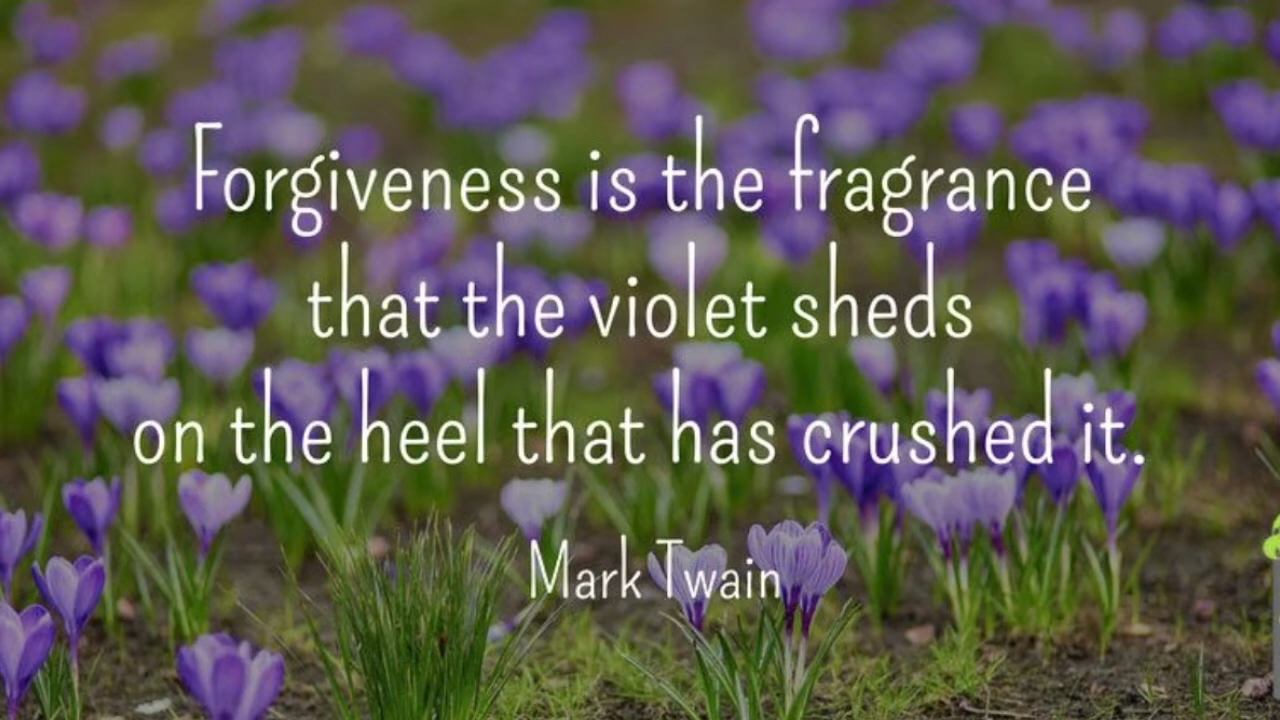 Forgiveness is the fragrance
that the violet sheds
on the heel that has crushed it.
Mark Twain